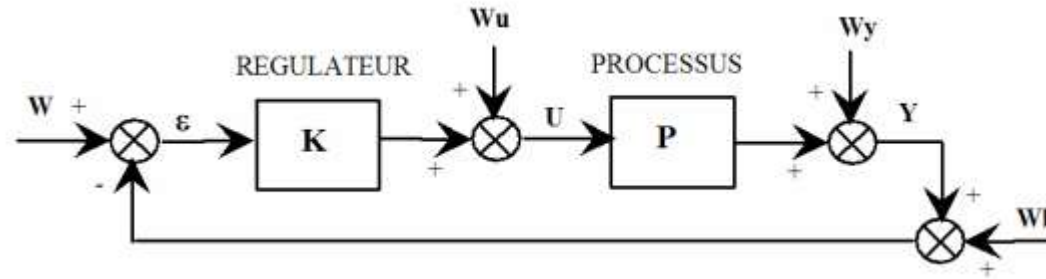 Wu
Wy
REGULATEUR
PROCESSUS
W
+
ε
K
+
+
U
P
+
+
Y
-
+
+